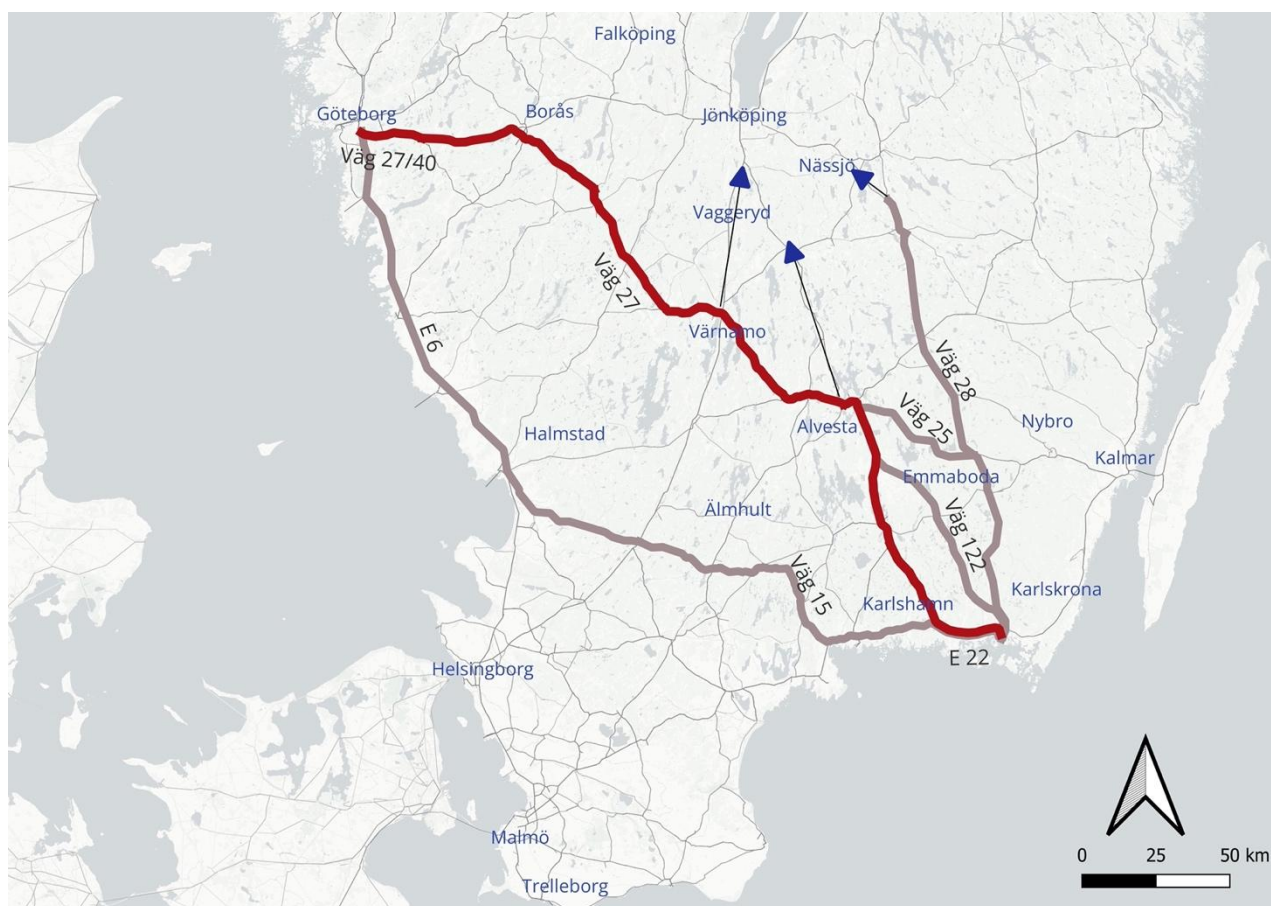 Falköping
Göteborg
Borås
Jönköping
Väg 27/40
Nässjö
Vaggeryd
Väg 27
E 6
Värnamo
Väg 28
Väg 25
Alvesta
Nybro
Halmstad
Kalmar
Emmaboda
Älmhult
Väg 122
Väg 15
Karlshamn
Karlskrona
E 22
Helsingborg
Malmö
0 25 50 km
Trelleborg